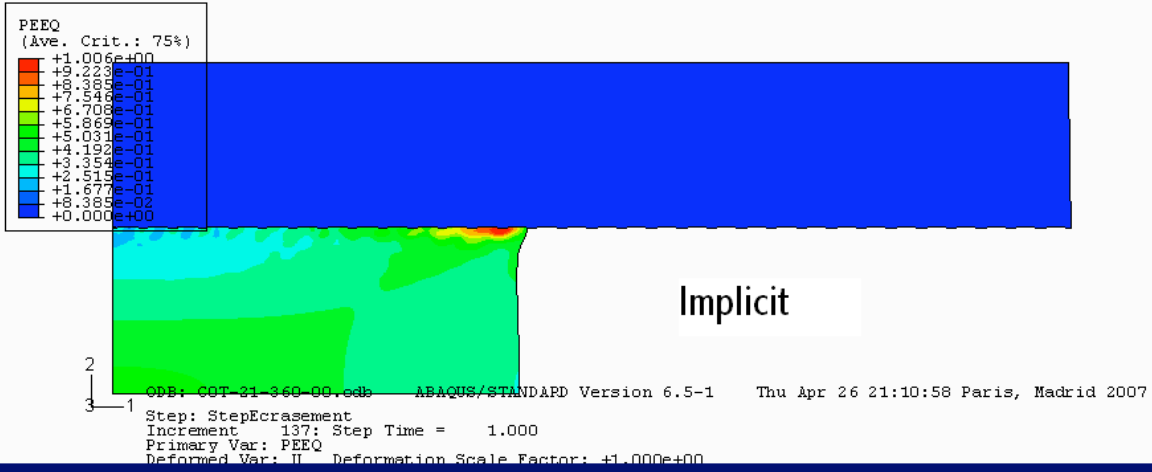 PEEQ
(Ave. Crit.: 75%)
+1.006e+00
+9.223e-01
+8.385e-01
+7.546e-01
+6.708e-01
+5.869e-01
+5.031e-01
+4.192e-01
+3.354e-01
+2.515e-01
+1.677e-01
+8.385e-02
+0.000e+00
Implicit
2
3
1
ODB: COT-21-360-00.odb ABAQUS/STANDARD Version 6.5-1 Thu Apr 26 21:10:58 Paris, Madrid 2007
Step: StepEcrasement
Increment 137: Step Time = 1.000
Primary Var: PEEQ
Deformed Var: U Deformation Scale Factor: +1.000e+00